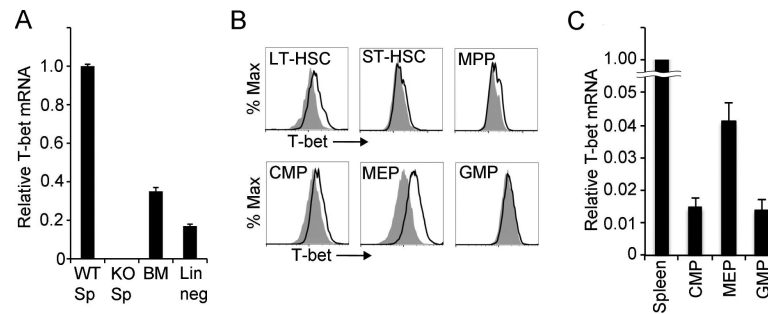 A
Relative T-bet mRNA
1.0
0.8
0.6
0.4
0.2
0
WT Sp
KO Sp
BM
Lin neg
B
% Max
LT-HSC
ST-HSC
MPP
T-bet
% Max
CMP
MEP
GMP
T-bet
C
Relative T-bet mRNA
1.00
0.05
0.04
0.03
0.02
0.01
0
Spleen
CMP
MEP
GMP